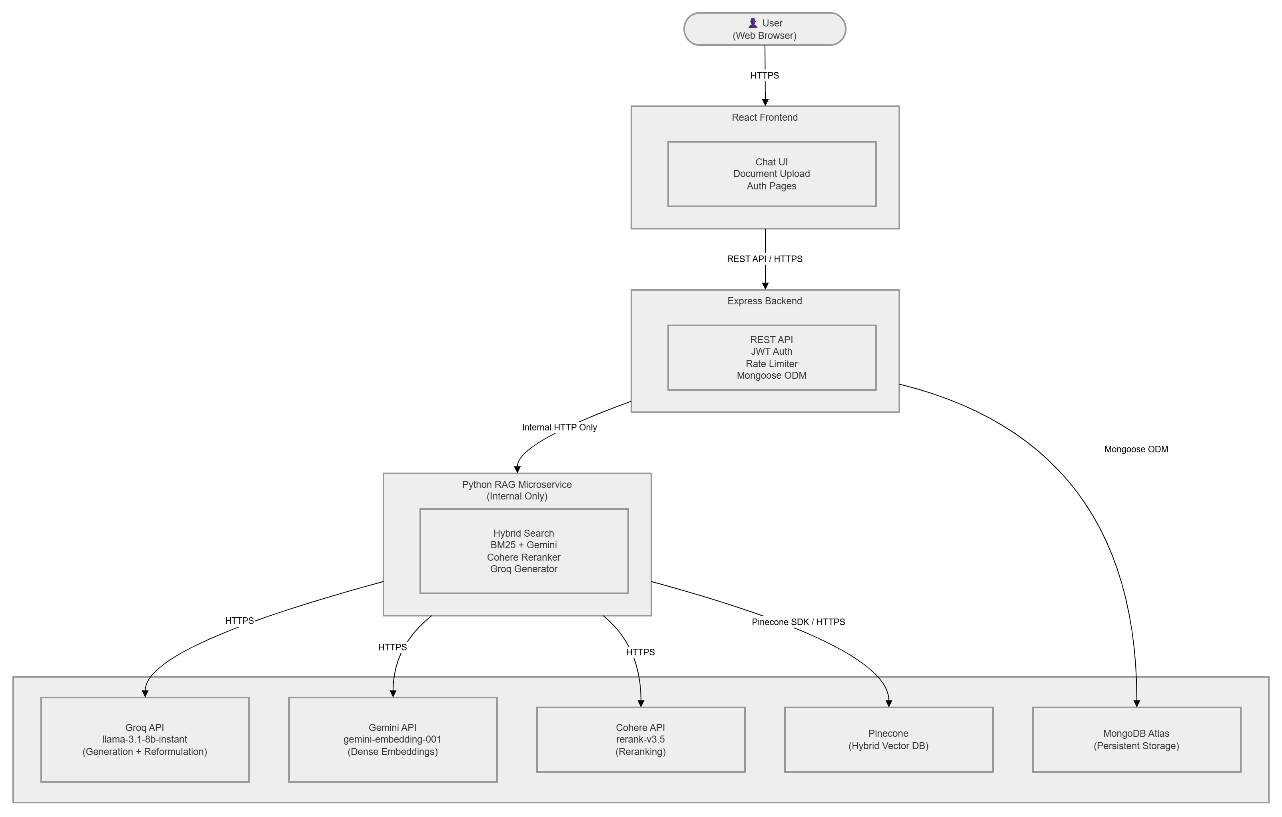 User
(Web Browser)
HTTPS
React Frontend
Chat UI
Document Upload
Auth Pages
REST API / HTTPS
Express Backend
REST API
JWT Auth
Rate Limiter
Mongoose ODM
Internal HTTP Only
Mongoose ODM
Python RAG Microservice
(Internal Only)
Hybrid Search
BM25 + Gemini
Cohere Reranker
Groq Generator
HTTPS
HTTPS
HTTPS
Pinecone SDK / HTTPS
Groq API
llama-3.1-8b-instant
(Generation + Reformulation)
Gemini API
gemini-embedding-001
(Dense Embeddings)
Cohere API
rerank-v3.5
(Reranking)
Pinecone
(Hybrid Vector DB)
MongoDB Atlas
(Persistent Storage)